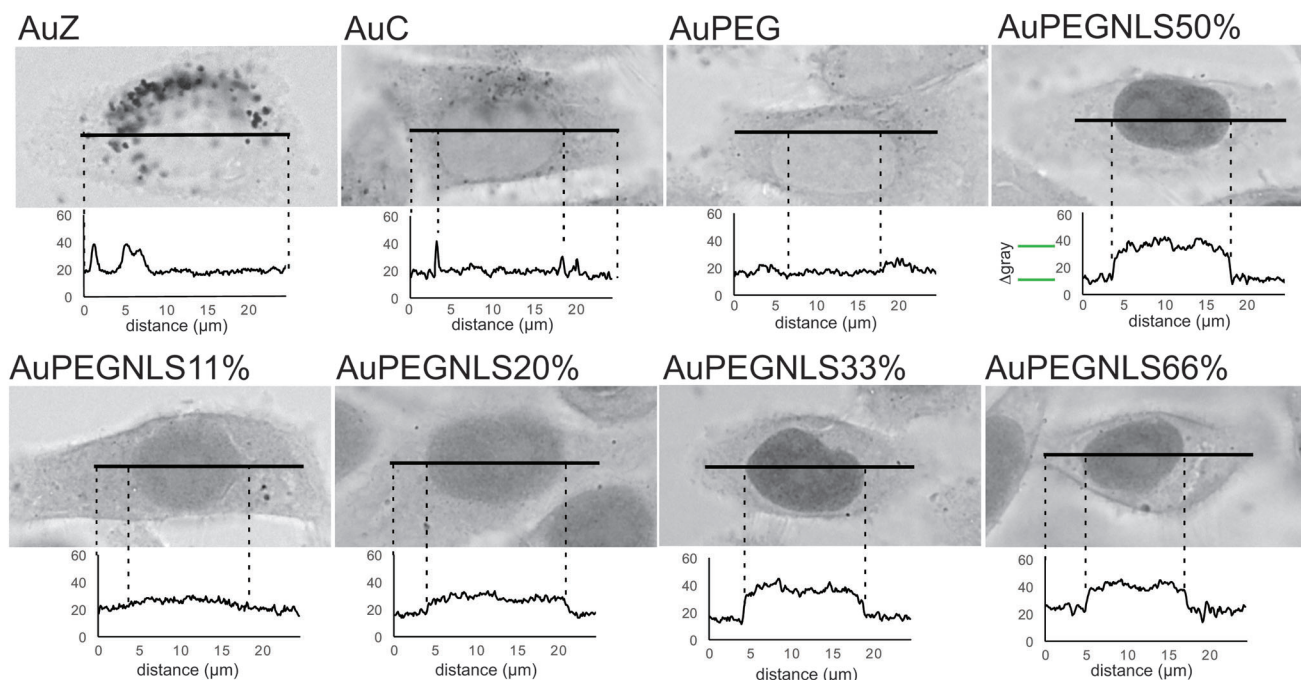 AuZ
AuC
AuPEG
AuPEGNLS50%
60
40
20
0
0 5 10 15 20
distance (µm)
60
40
20
0
0 5 10 15 20
distance (µm)
60
40
20
0
0 5 10 15 20
distance (µm)
Δgray
60
40
20
0
0 5 10 15 20
distance (µm)
AuPEGNLS11%
AuPEGNLS20%
AuPEGNLS33%
AuPEGNLS66%
60
40
20
0
0 5 10 15 20
distance (µm)
60
40
20
0
0 5 10 15 20
distance (µm)
60
40
20
0
0 5 10 15 20
distance (µm)
60
40
20
0
0 5 10 15 20
distance (µm)